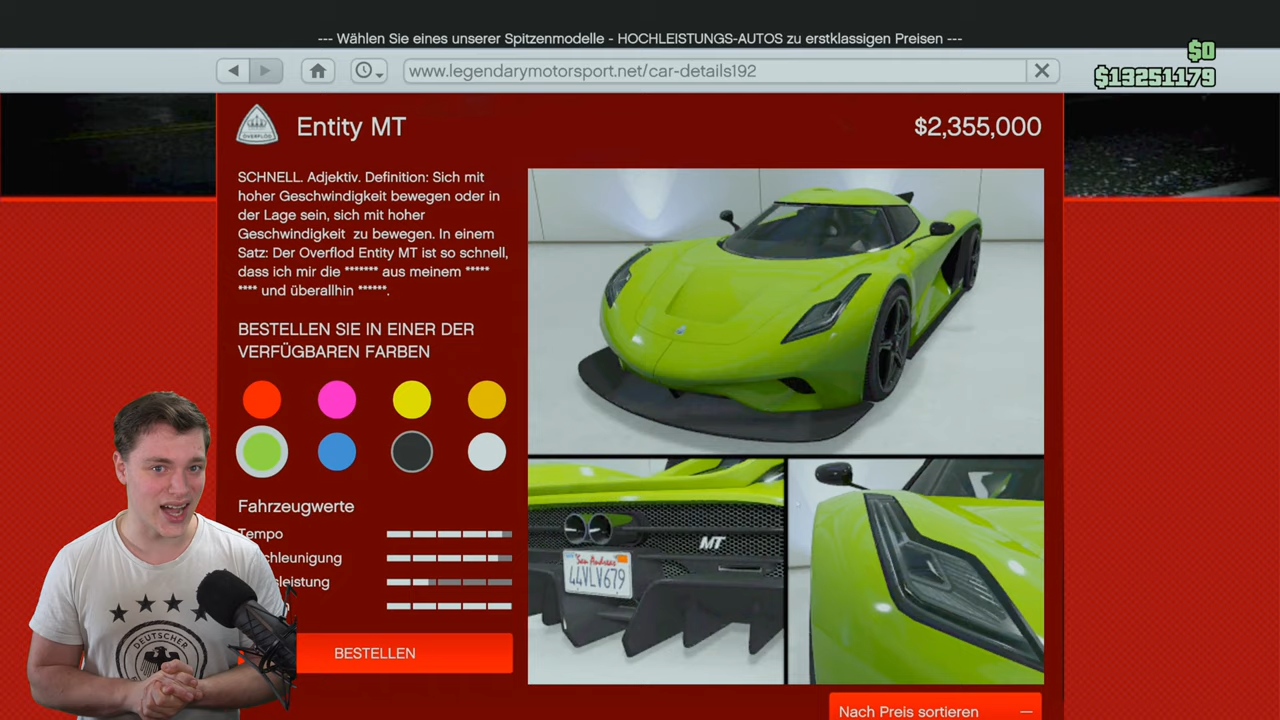 --- Wählen Sie eines unserer Spitzenmodelle - HOCHLEISTUNGS-AUTOS zu erstklassigen Preisen ---
$0
www.legendarymotorsport.net/car-details192
$13251179
OVERFLOD
Entity MT
$2,355,000
SCHNELL. Adjektiv. Definition: Sich mit
hoher Geschwindigkeit bewegen oder in
der Lage sein, sich mit hoher
Geschwindigkeit zu bewegen. In einem
Satz: Der Overflod Entity MT ist so schnell,
dass ich mir die ******* aus meinem *****
**** und überallhin ******.
BESTELLEN SIE IN EINER DER
VERFÜGBAREN FARBEN
Fahrzeugwerte
Tempo
chleunigung
sleistung
BESTELLEN
MT
San Andreas
44VLV679
DEUTSCHER
Nach Preis sortieren